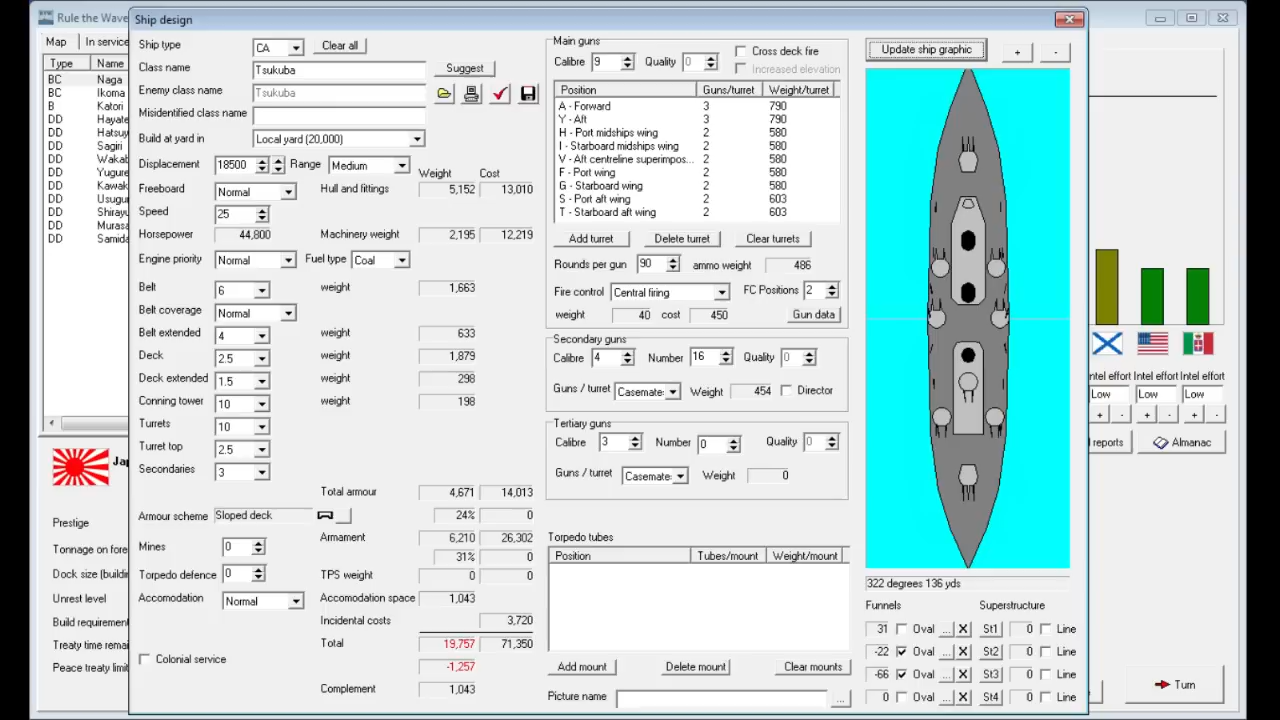 Rule the Wave
Ship design
Map
In service
Type
Name
BC Naga
BC Ikoma
B Katori
DD Hayate
DD Hatsuy
DD Sagiri
DD Wakab
DD Yugure
DD Kawak
DD Usugu
DD Shirayu
DD Murasa
DD Samida
Jap
Prestige
Tonnage on fore
Dock size (buildin
Unrest level
Build requirement
Treaty time remai
Peace treaty limit
Ship type CA Clear all
Class name Tsukuba Suggest
Enemy class name Tsukuba
Misidentified class name
Build at yard in Local yard (20,000)
Displacement 18500 Range Medium
Weight Cost
Freeboard Normal Hull and fittings 5,152 13,010
Speed 25
Horsepower 44,800 Machinery weight 2,195 12,219
Engine priority Normal Fuel type Coal
Belt 6 weight 1,663
Belt coverage Normal
Belt extended 4 weight 633
Deck 2.5 weight 1,879
Deck extended 1.5 weight 298
Conning tower 10 weight 198
Turrets 10
Turret top 2.5
Secondaries 3
Total armour 4,671 14,013
Armour scheme Sloped deck 24% 0
Mines 0 Armament 6,210 26,302
31% 0
Torpedo defence 0 TPS weight 0 0
Accomodation Normal Accomodation space 1,043
Incidental costs 3,720
Total 19,757 71,350
Colonial service -1,257
Complement 1,043
Main guns
Calibre 9 Quality 0 Cross deck fire
Increased elevation
Position Guns/turret Weight/turret
A - Forward 3 790
Y - Aft 3 790
H - Port midships wing 2 580
I - Starboard midships wing 2 580
V - Aft centreline superimpos... 2 580
F - Port wing 2 580
G - Starboard wing 2 580
S - Port aft wing 2 603
T - Starboard aft wing 2 603
Add turret Delete turret Clear turrets
Rounds per gun 90 ammo weight 486
Fire control Central firing FC Positions 2
weight 40 cost 450 Gun data
Secondary guns
Calibre 4 Number 16 Quality 0
Guns / turret Casemate: Weight 454 Director
Tertiary guns
Calibre 3 Number 0 Quality 0
Guns / turret Casemate: Weight 0
Torpedo tubes
Position Tubes/mount Weight/mount
Add mount Delete mount Clear mounts
Picture name ...
Update ship graphic + -
322 degrees 136 yds
Funnels Superstructure
31 Oval ... X St1 0 Line
-22 Oval ... X St2 0 Line
-66 Oval ... X St3 0 Line
0 Oval ... X St4 0 Line
Intel effort Intel effort Intel effort
Low Low Low
+ - + - + -
l reports Almanac
Turn